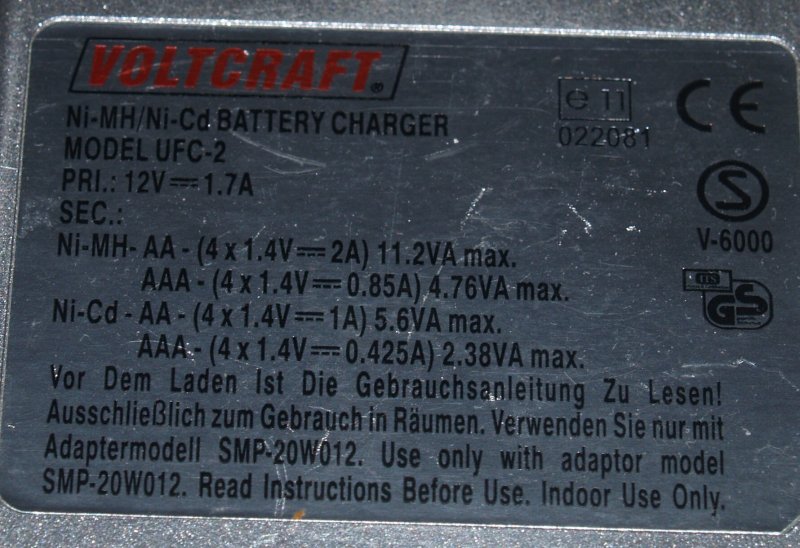 VOLTCRAFT®
Ni-MH/Ni-Cd BATTERY CHARGER
MODEL UFC-2
PRI.: 12V⎓1.7A
SEC.:
Ni-MH- AA - (4 x 1.4V⎓2A) 11.2VA max.
AAA - (4 x 1.4V⎓0.85A) 4.76VA max.
Ni-Cd - AA - (4 x 1.4V⎓1A) 5.6VA max.
AAA - (4 x 1.4V⎓0.425A) 2.38VA max.
Vor Dem Laden Ist Die Gebrauchsanleitung Zu Lesen!
Ausschließlich zum Gebrauch in Räumen. Verwenden Sie nur mit
Adaptermodell SMP-20W012. Use only with adaptor model
SMP-20W012. Read Instructions Before Use. Indoor Use Only.
e 11
022081
CE
S
V-6000
GS